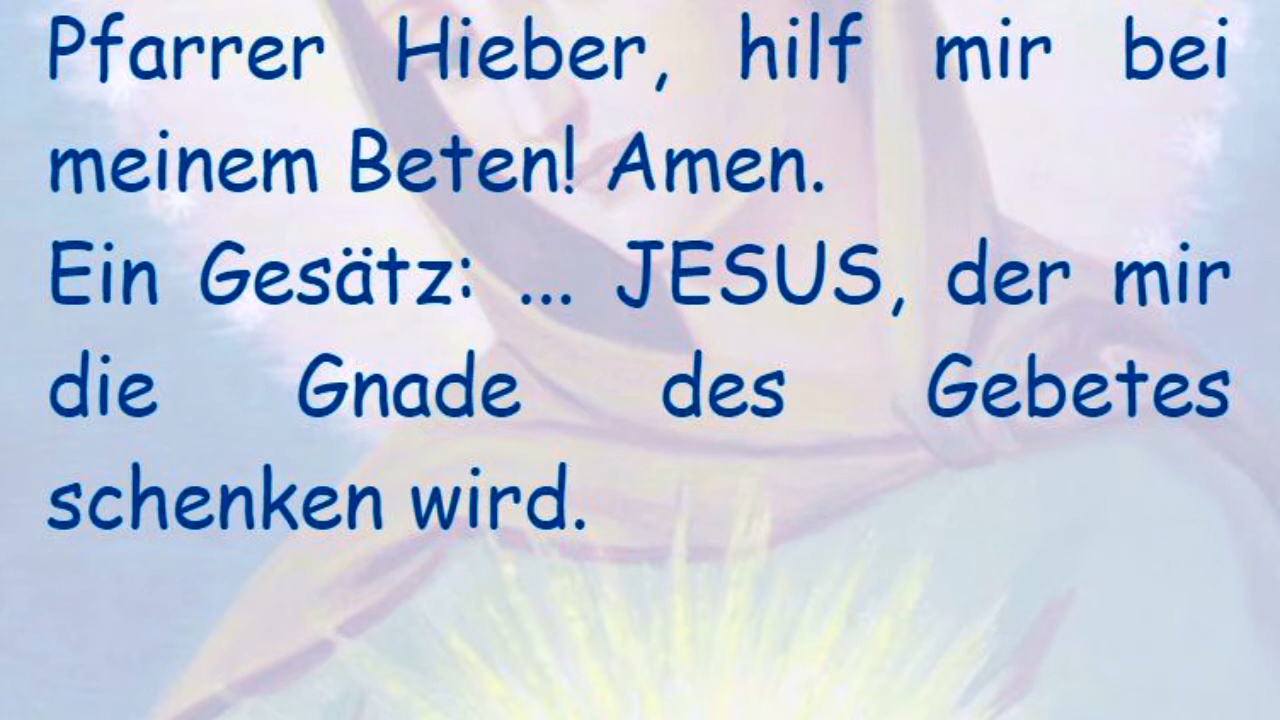 Pfarrer Hieber, hilf mir bei
meinem Beten! Amen.
Ein Gesätz: ... JESUS, der mir
die Gnade des Gebetes
schenken wird.